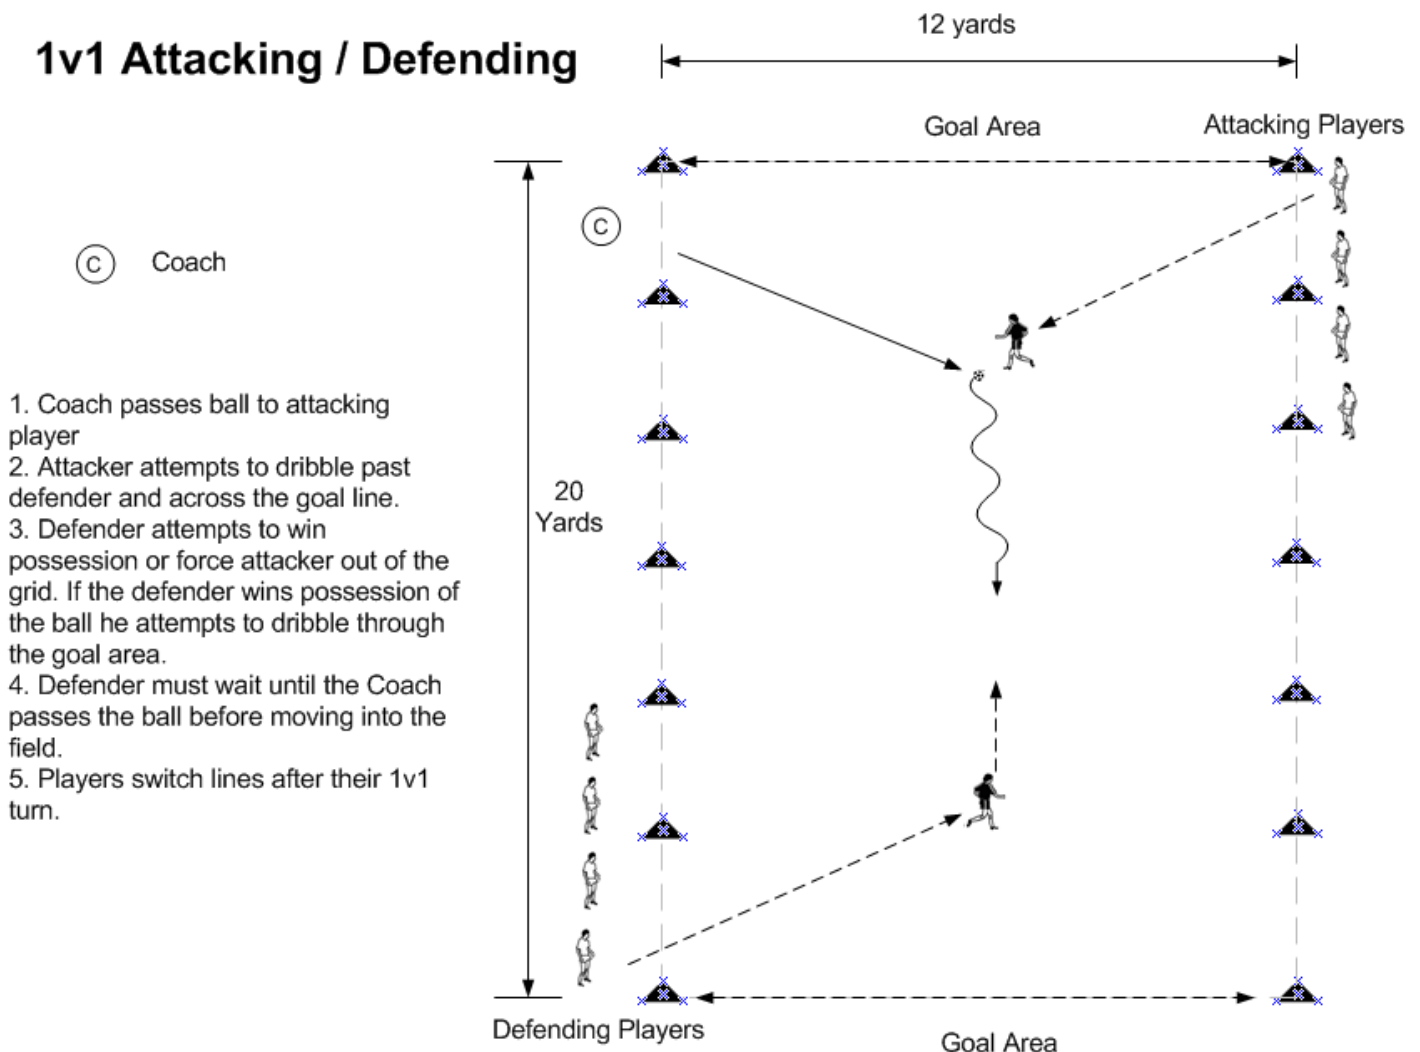 1v1 Attacking / Defending
12 yards
Goal Area
Attacking Players
C
C Coach
1. Coach passes ball to attacking
player
2. Attacker attempts to dribble past
defender and across the goal line.
3. Defender attempts to win
possession or force attacker out of the
grid. If the defender wins possession of
the ball he attempts to dribble through
the goal area.
4. Defender must wait until the Coach
passes the ball before moving into the
field.
5. Players switch lines after their 1v1
turn.
20
Yards
Defending Players
Goal Area